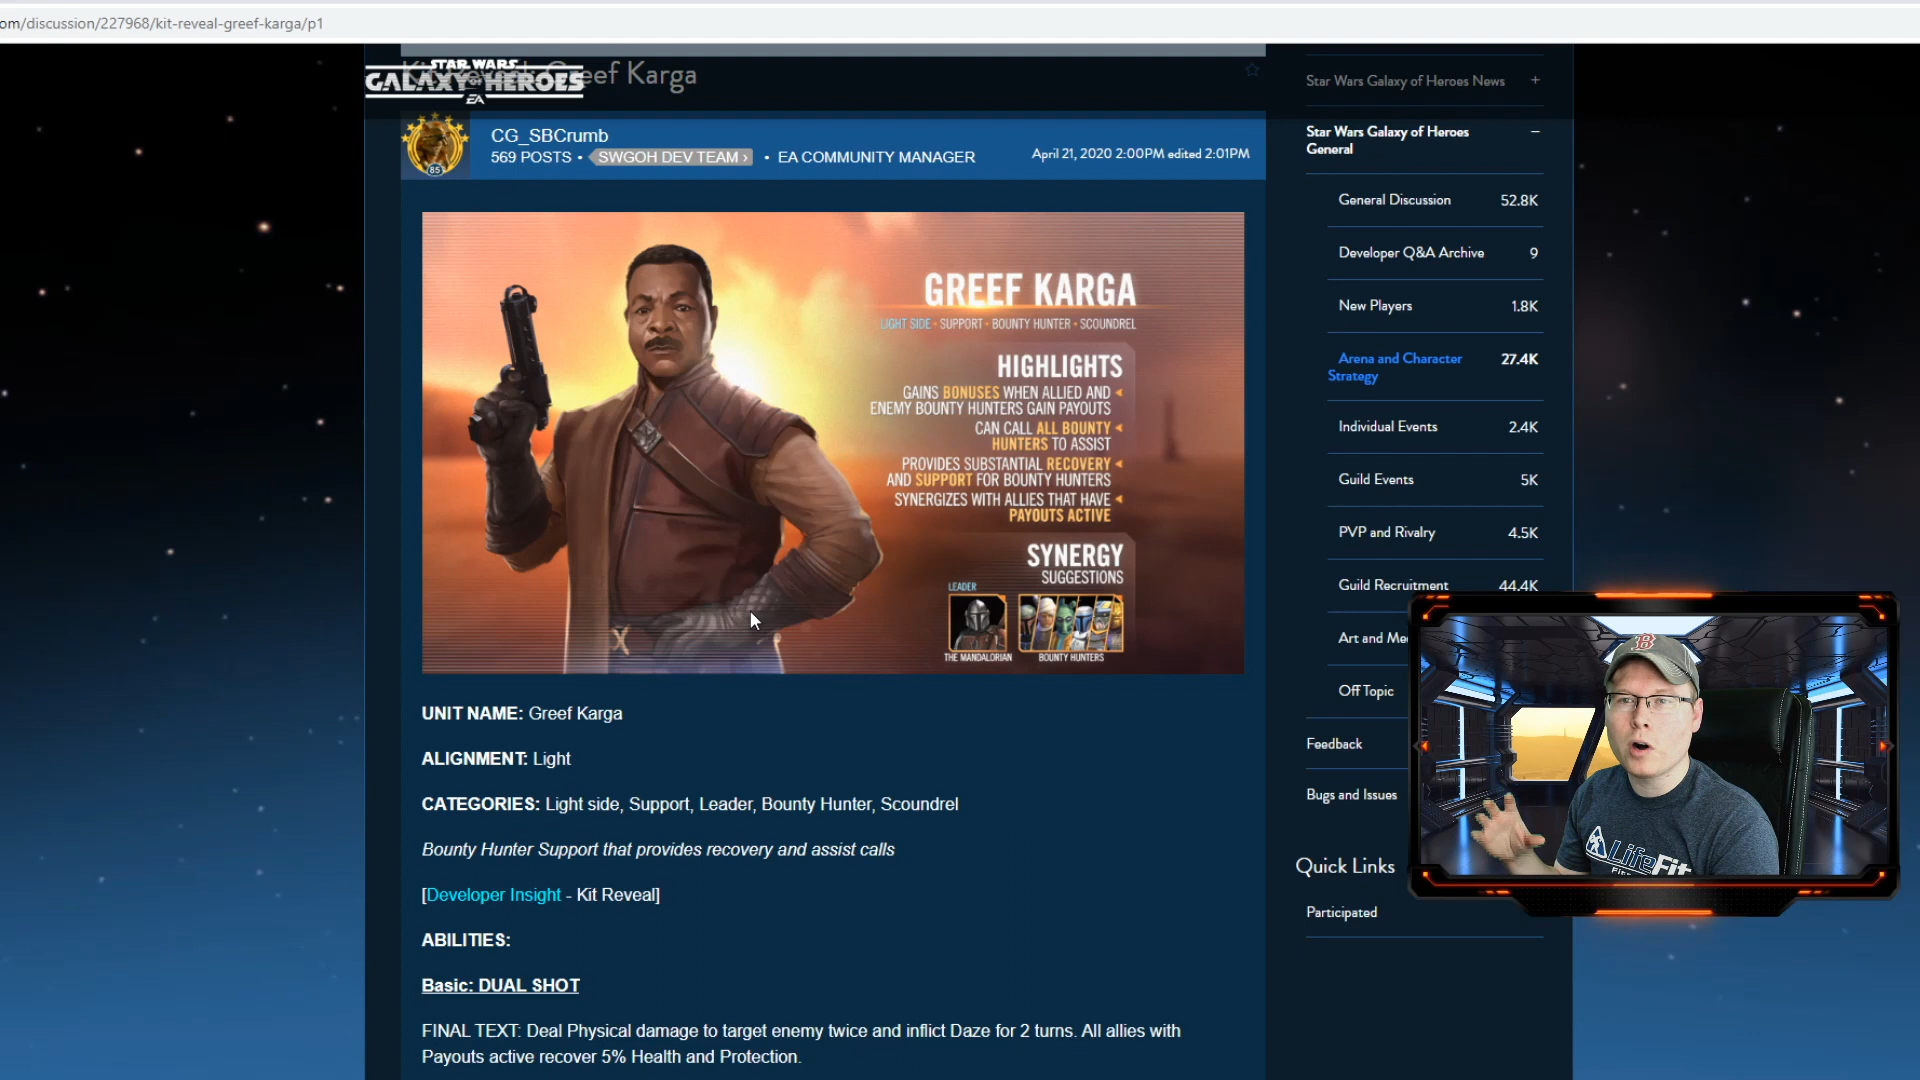 om/discussion/227968/kit-reveal-greef-karga/p1
STAR WARS
GALAXY OF HEROES
EA
Kit Reveal: Greef Karga
CG_SBCrumb
569 POSTS • SWGOH DEV TEAM › • EA COMMUNITY MANAGER
April 21, 2020 2:00PM edited 2:01PM
85
GREEF KARGA
LIGHT SIDE • SUPPORT • BOUNTY HUNTER • SCOUNDREL
HIGHLIGHTS
GAINS BONUSES WHEN ALLIED AND
ENEMY BOUNTY HUNTERS GAIN PAYOUTS
CAN CALL ALL BOUNTY
HUNTERS TO ASSIST
PROVIDES SUBSTANTIAL RECOVERY
AND SUPPORT FOR BOUNTY HUNTERS
SYNERGIZES WITH ALLIES THAT HAVE
PAYOUTS ACTIVE
SYNERGY
SUGGESTIONS
LEADER
THE MANDALORIAN
BOUNTY HUNTERS
UNIT NAME: Greef Karga
ALIGNMENT: Light
CATEGORIES: Light side, Support, Leader, Bounty Hunter, Scoundrel
Bounty Hunter Support that provides recovery and assist calls
[Developer Insight - Kit Reveal]
ABILITIES:
Basic: DUAL SHOT
FINAL TEXT: Deal Physical damage to target enemy twice and inflict Daze for 2 turns. All allies with
Payouts active recover 5% Health and Protection.
Star Wars Galaxy of Heroes News +
Star Wars Galaxy of Heroes –
General
General Discussion 52.8K
Developer Q&A Archive 9
New Players 1.8K
Arena and Character 27.4K
Strategy
Individual Events 2.4K
Guild Events 5K
PVP and Rivalry 4.5K
Guild Recruitment 44.4K
Art and Me
Off Topic
Feedback
Bugs and Issues
Quick Links
Participated
B
LifeFit